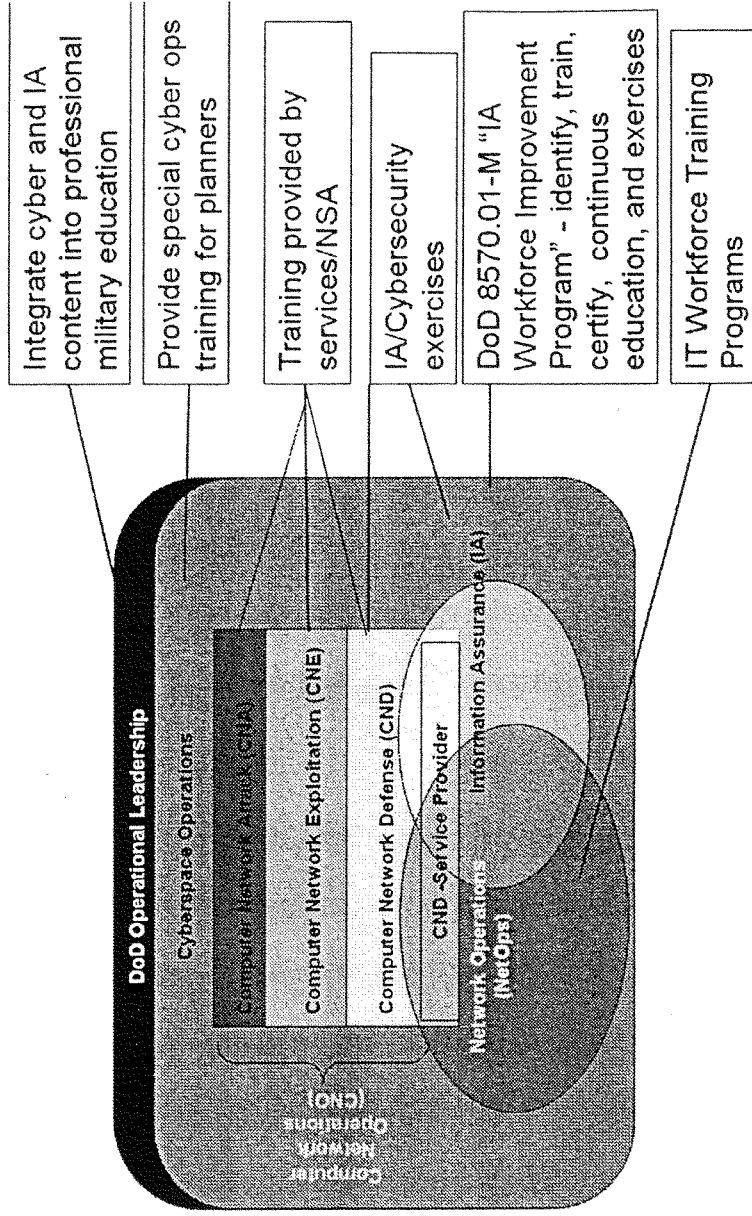 DoD Operational Leadership
Cyberspace Operations
Computer Network Attack (CNA)
Computer Network Exploitation (CNE)
Computer Network Defense (CND)
CND -Service Provider
Computer
Network
Operations
(CNO)
Network Operations
(NetOps)
Information Assurance (IA)
Integrate cyber and IA
content into professional
military education
Provide special cyber ops
training for planners
Training provided by
services/NSA
IA/Cybersecurity
exercises
DoD 8570.01-M “IA
Workforce Improvement
Program” - identify, train,
certify, continuous
education, and exercises
IT Workforce Training
Programs